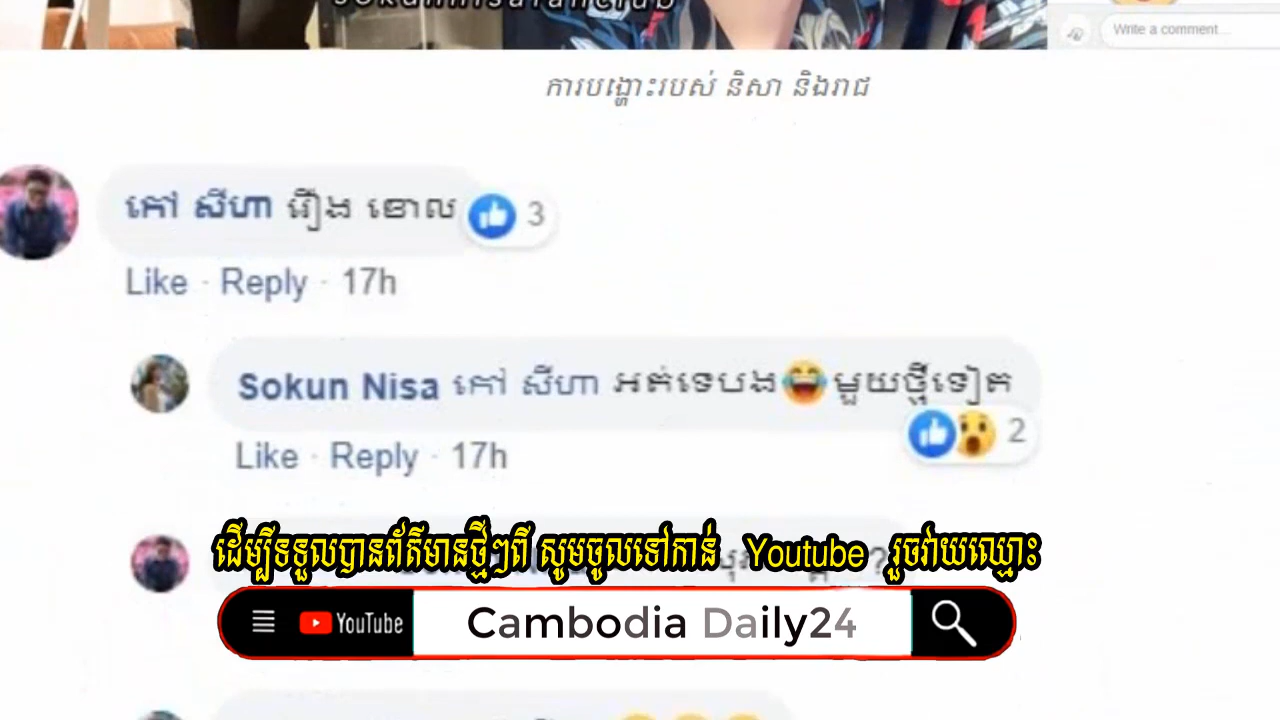 sokunnisafanclub
Write a comment...
ការបង្ហោះរបស់ និសា និងរាជ
កៅ សីហា រឿង ខោល
3
Like · Reply · 17h
Sokun Nisa កៅ សីហា អត់ទេបង😂មួយថ្មីទៀត
2
Like · Reply · 17h
ដើម្បីទទួលបានព័ត៌មានថ្មីៗពី សូមចូលទៅកាន់ Youtube រួចវាយឈ្មោះ
YouTube
Cambodia Daily24